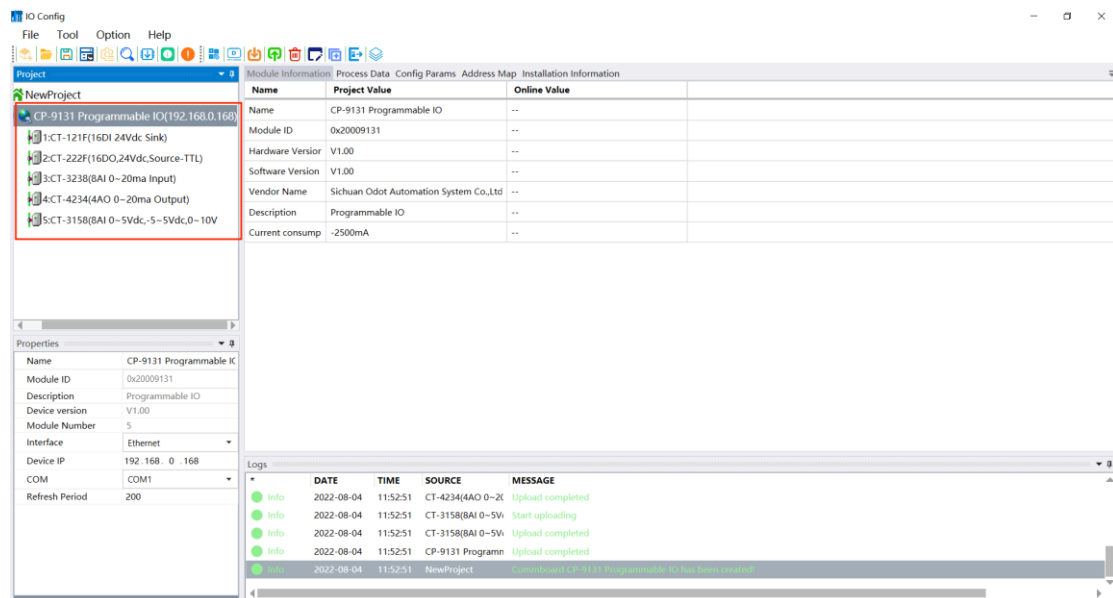 IO Config
File Tool Option Help
Project
NewProject
CP-9131 Programmable IO(192.168.0.168)
1:CT-121F(16DI 24Vdc Sink)
2:CT-222F(16DO,24Vdc,Source-TTL)
3:CT-3238(8AI 0~20ma Input)
4:CT-4234(4AO 0~20ma Output)
5:CT-3158(8AI 0~5Vdc,-5~5Vdc,0~10V
Module Information Process Data Config Params Address Map Installation Information
Name Project Value Online Value
Name CP-9131 Programmable IO --
Module ID 0x20009131 --
Hardware Versior V1.00 --
Software Version V1.00 --
Vendor Name Sichuan Odot Automation System Co.,Ltd --
Description Programmable IO --
Current consump -2500mA --
Properties
Name CP-9131 Programmable IC
Module ID 0x20009131
Description Programmable IO
Device version V1.00
Module Number 5
Interface Ethernet
Device IP 192.168. 0 .168
COM COM1
Refresh Period 200
Logs
* DATE TIME SOURCE MESSAGE
Info 2022-08-04 11:52:51 CT-4234(4AO 0~2( Upload completed
Info 2022-08-04 11:52:51 CT-3158(8AI 0~5V Start uploading
Info 2022-08-04 11:52:51 CT-3158(8AI 0~5V Upload completed
Info 2022-08-04 11:52:51 CP-9131 Programn Upload completed
Info 2022-08-04 11:52:51 NewProject Commboard CP-9131 Programmable IO has been created!